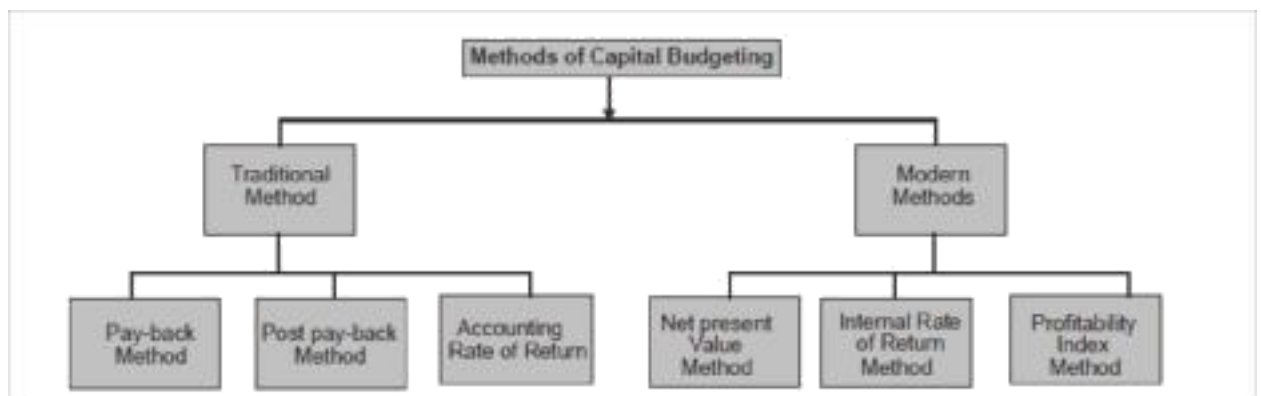 Methods of Capital Budgeting
Traditional
Method
Modern
Methods
Pay-back
Method
Post pay-back
Method
Accounting
Rate of Return
Net present
Value
Method
Internal Rate
of Return
Method
Profitability
Index
Method